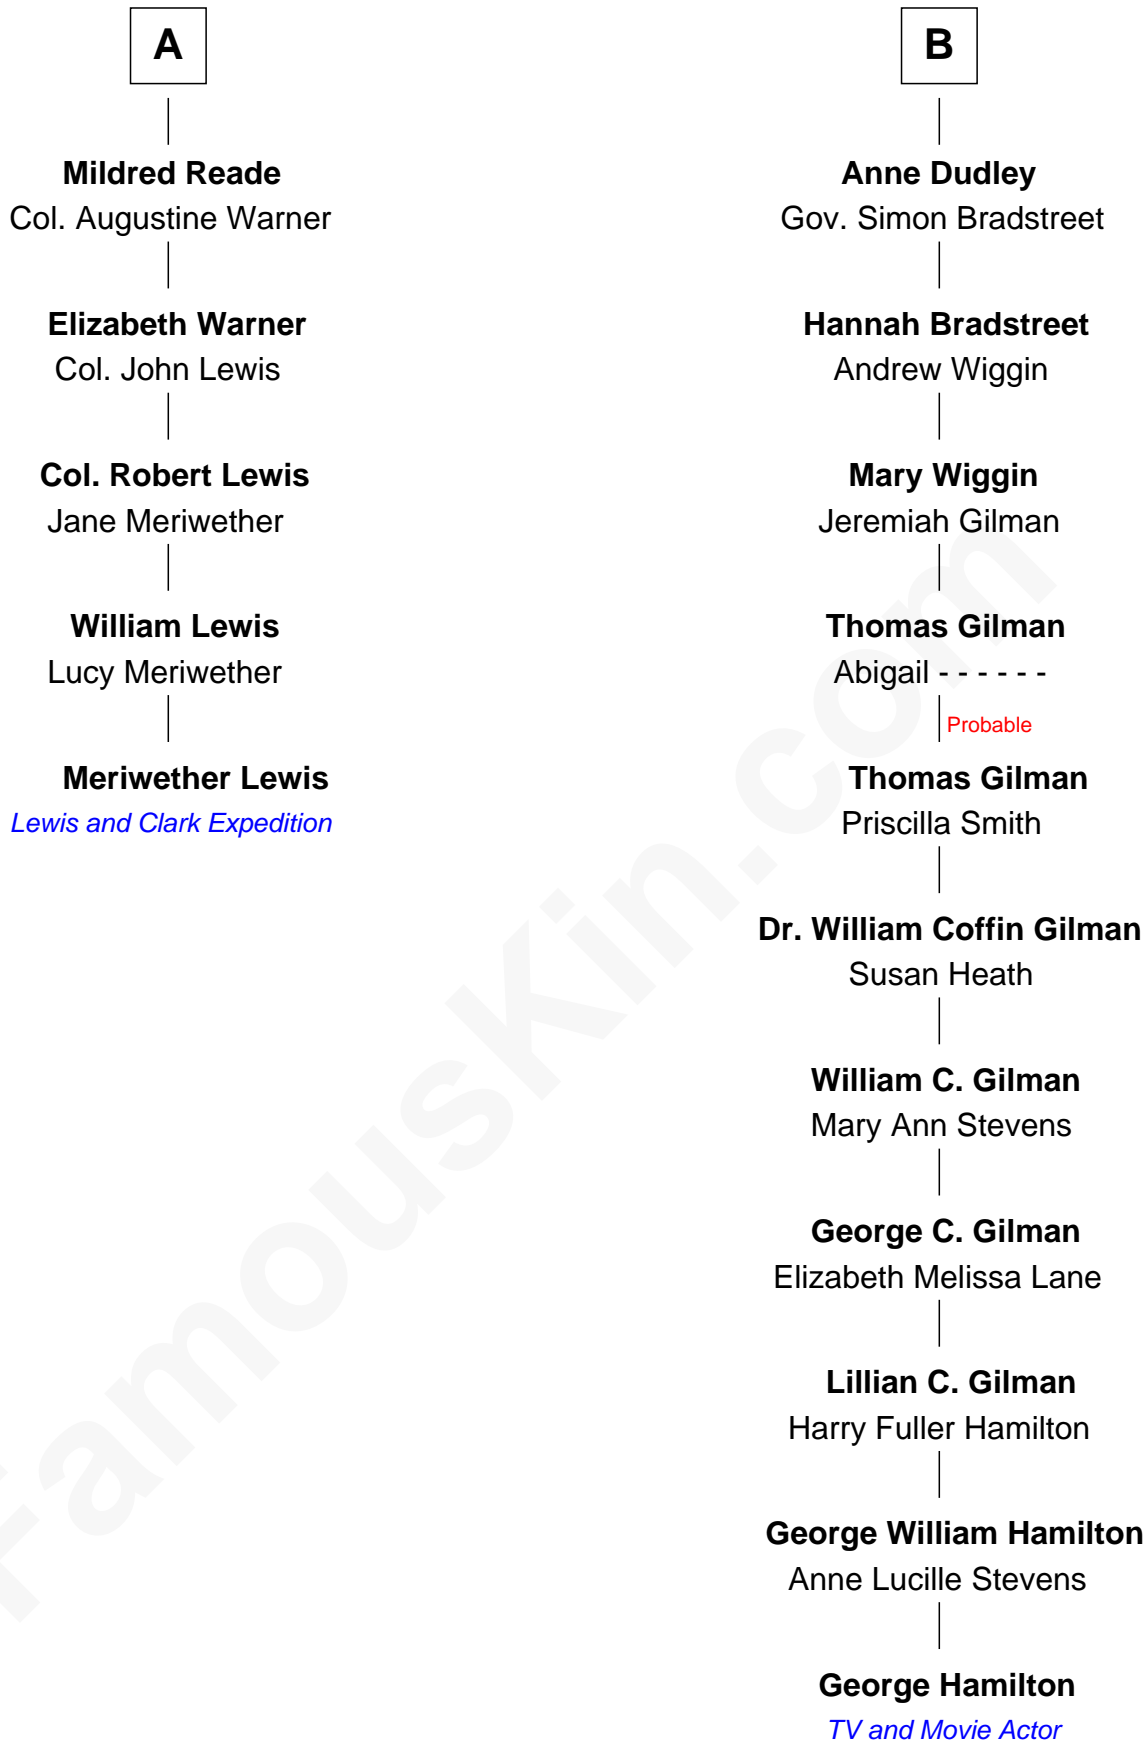 A
Mildred Reade
Col. Augustine Warner
Elizabeth Warner
Col. John Lewis
Col. Robert Lewis
Jane Meriwether
William Lewis
Lucy Meriwether
Meriwether Lewis
Lewis and Clark Expedition
B
Anne Dudley
Gov. Simon Bradstreet
Hannah Bradstreet
Andrew Wiggin
Mary Wiggin
Jeremiah Gilman
Thomas Gilman
Abigail - - - - - -
Probable
Thomas Gilman
Priscilla Smith
Dr. William Coffin Gilman
Susan Heath
William C. Gilman
Mary Ann Stevens
George C. Gilman
Elizabeth Melissa Lane
Lillian C. Gilman
Harry Fuller Hamilton
George William Hamilton
Anne Lucille Stevens
George Hamilton
TV and Movie Actor
FamousKin.com